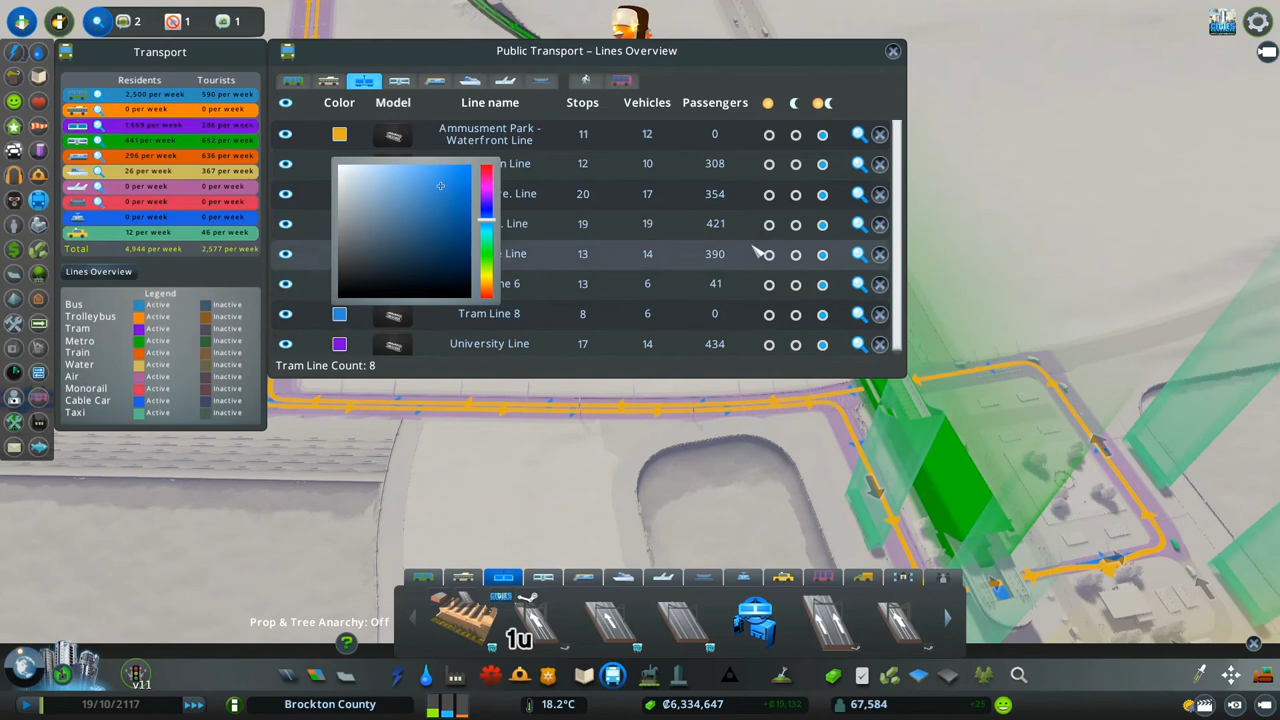 2
1
1
Transport
Public Transport – Lines Overview
Residents Tourists
2,500 per week 590 per week
0 per week 0 per week
1,669 per week 286 per week
441 per week 652 per week
296 per week 636 per week
26 per week 367 per week
0 per week 0 per week
0 per week 0 per week
0 per week 0 per week
12 per week 46 per week
Total 4,944 per week 2,577 per week
Lines Overview
Legend
Bus Active Inactive
Trolleybus Active Inactive
Tram Active Inactive
Metro Active Inactive
Train Active Inactive
Water Active Inactive
Air Active Inactive
Monorail Active Inactive
Cable Car Active Inactive
Taxi Active Inactive
Color Model Line name Stops Vehicles Passengers
Ammusment Park -
Waterfront Line 11 12 0
Line 12 10 308
e. Line 20 17 354
Line 19 19 421
Line 13 14 390
6 13 6 41
Tram Line 8 8 6 0
University Line 17 14 434
Tram Line Count: 8
Prop & Tree Anarchy: Off
?
1u
v11
19/10/2117
Brockton County
18.2°C
₡6,334,647
+₡19,132
67,584
+25